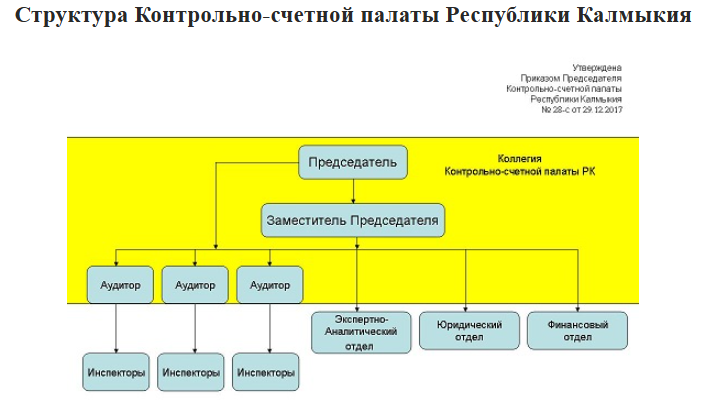 Структура Контрольно-счетной палаты Республики Калмыкия
Утверждена
Приказом Председателя
Контрольно-счетной палаты
Республики Калмыкия
№ 28-с от 29.12.2017
Председатель
Коллегия
Контрольно-счетной палаты РК
Заместитель Председателя
Аудитор
Аудитор
Аудитор
Экспертно-
Аналитический
отдел
Юридический
отдел
Финансовый
отдел
Инспекторы
Инспекторы
Инспекторы